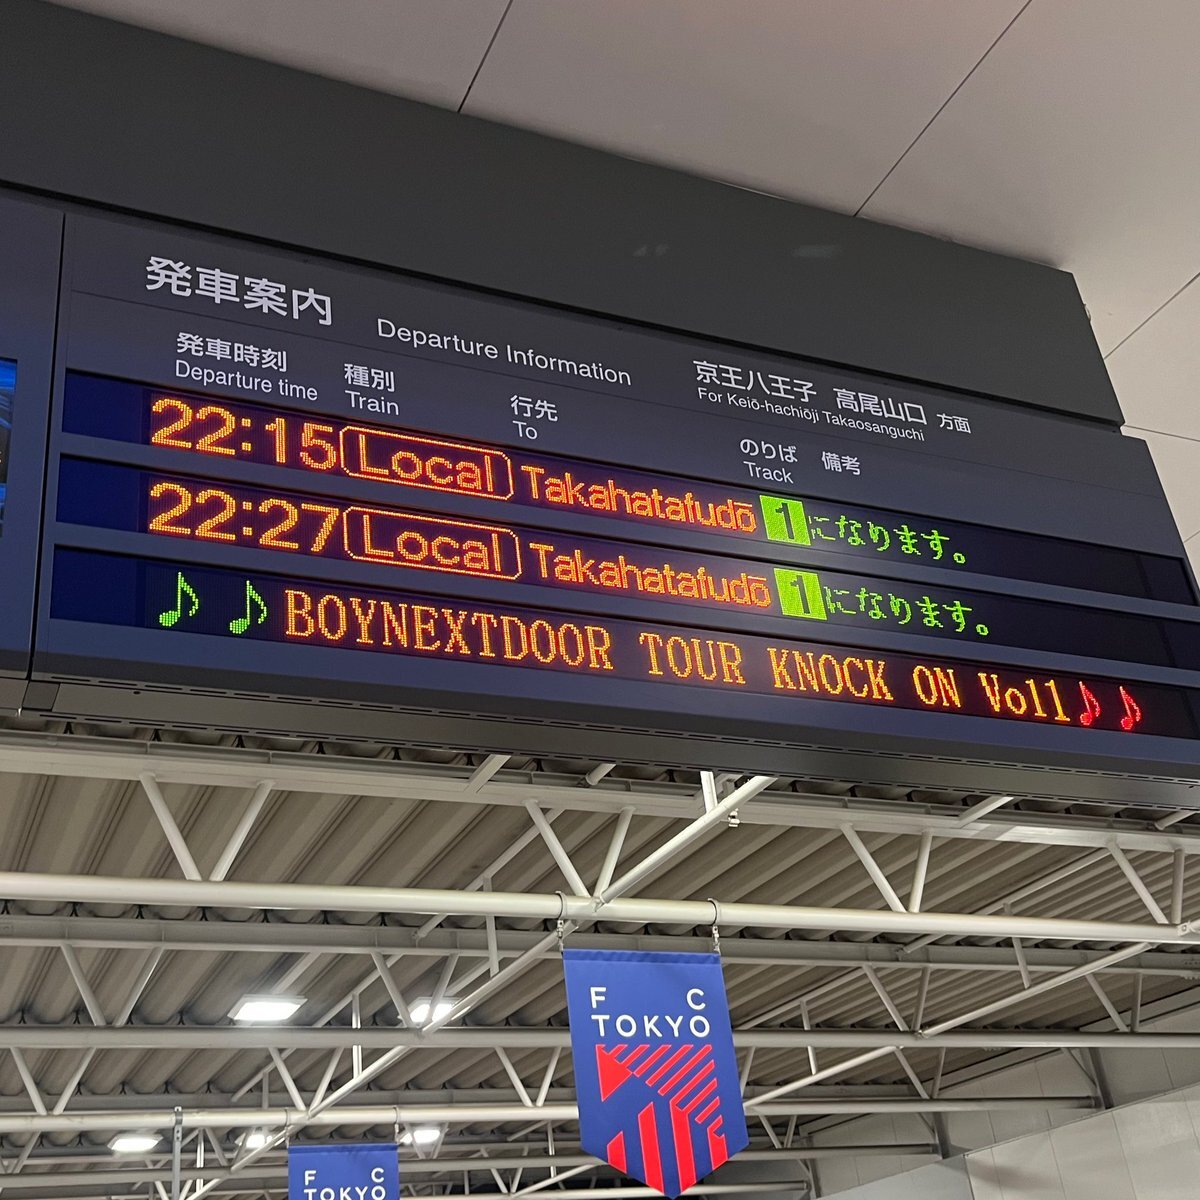 発車案内 Departure Information 京王八王子 高尾山口 方面
For Keiō-hachiōji Takaosanguchi
発車時刻 種別 行先 のりば 備考
Departure time Train To Track
22:15 Local Takahatafudō 1になります。
22:27 Local Takahatafudō 1になります。
♪ ♪ BOYNEXTDOOR TOUR KNOCK ON Vol1♪ ♪
F C
TOKYO
F C
TOKYO